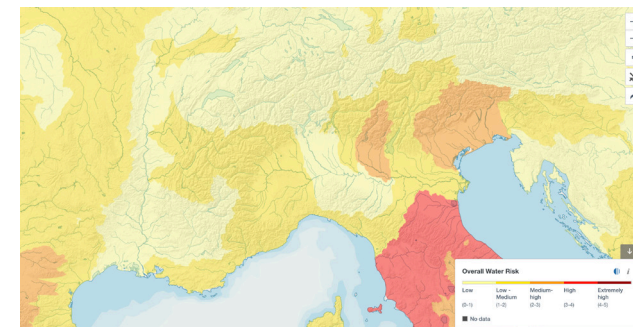 Overall Water Risk
Low Low - Medium Medium-high High Extremely high
(0-1) (1-2) (2-3) (3-4) (4-5)
No data